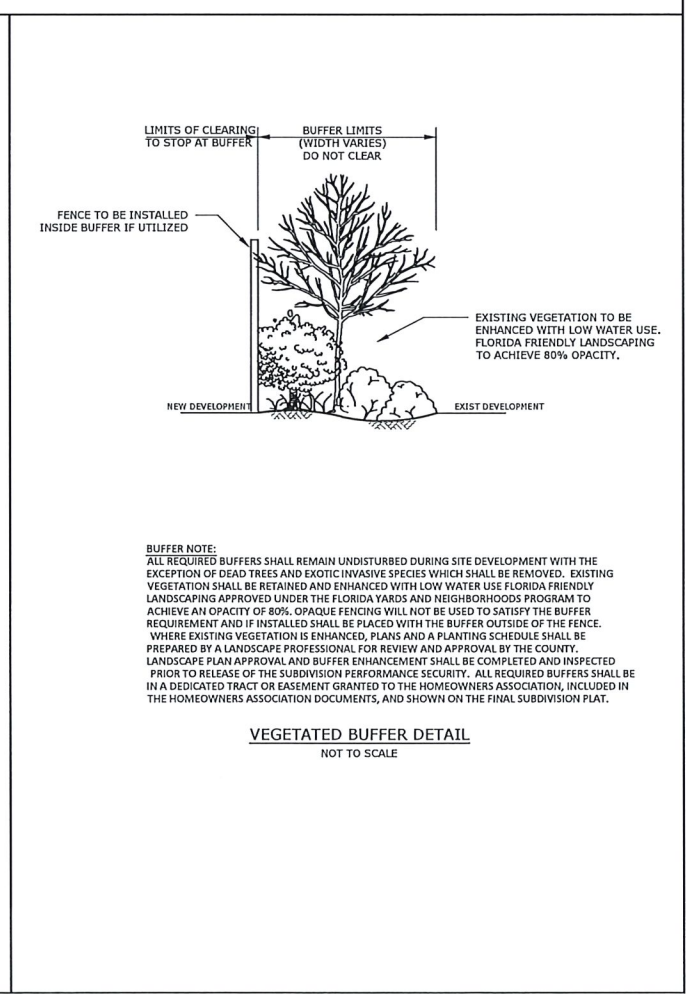 LIMITS OF CLEARING
TO STOP AT BUFFER
BUFFER LIMITS
(WIDTH VARIES)
DO NOT CLEAR
FENCE TO BE INSTALLED
INSIDE BUFFER IF UTILIZED
EXISTING VEGETATION TO BE
ENHANCED WITH LOW WATER USE.
FLORIDA FRIENDLY LANDSCAPING
TO ACHIEVE 80% OPACITY.
NEW DEVELOPMENT
EXIST DEVELOPMENT
BUFFER NOTE:
ALL REQUIRED BUFFERS SHALL REMAIN UNDISTURBED DURING SITE DEVELOPMENT WITH THE
EXCEPTION OF DEAD TREES AND EXOTIC INVASIVE SPECIES WHICH SHALL BE REMOVED. EXISTING
VEGETATION SHALL BE RETAINED AND ENHANCED WITH LOW WATER USE FLORIDA FRIENDLY
LANDSCAPING APPROVED UNDER THE FLORIDA YARDS AND NEIGHBORHOODS PROGRAM TO
ACHIEVE AN OPACITY OF 80%. OPAQUE FENCING WILL NOT BE USED TO SATISFY THE BUFFER
REQUIREMENT AND IF INSTALLED SHALL BE PLACED WITH THE BUFFER OUTSIDE OF THE FENCE.
WHERE EXISTING VEGETATION IS ENHANCED, PLANS AND A PLANTING SCHEDULE SHALL BE
PREPARED BY A LANDSCAPE PROFESSIONAL FOR REVIEW AND APPROVAL BY THE COUNTY.
LANDSCAPE PLAN APPROVAL AND BUFFER ENHANCEMENT SHALL BE COMPLETED AND INSPECTED
PRIOR TO RELEASE OF THE SUBDIVISION PERFORMANCE SECURITY. ALL REQUIRED BUFFERS SHALL BE
IN A DEDICATED TRACT OR EASEMENT GRANTED TO THE HOMEOWNERS ASSOCIATION, INCLUDED IN
THE HOMEOWNERS ASSOCIATION DOCUMENTS, AND SHOWN ON THE FINAL SUBDIVISION PLAT.
VEGETATED BUFFER DETAIL
NOT TO SCALE